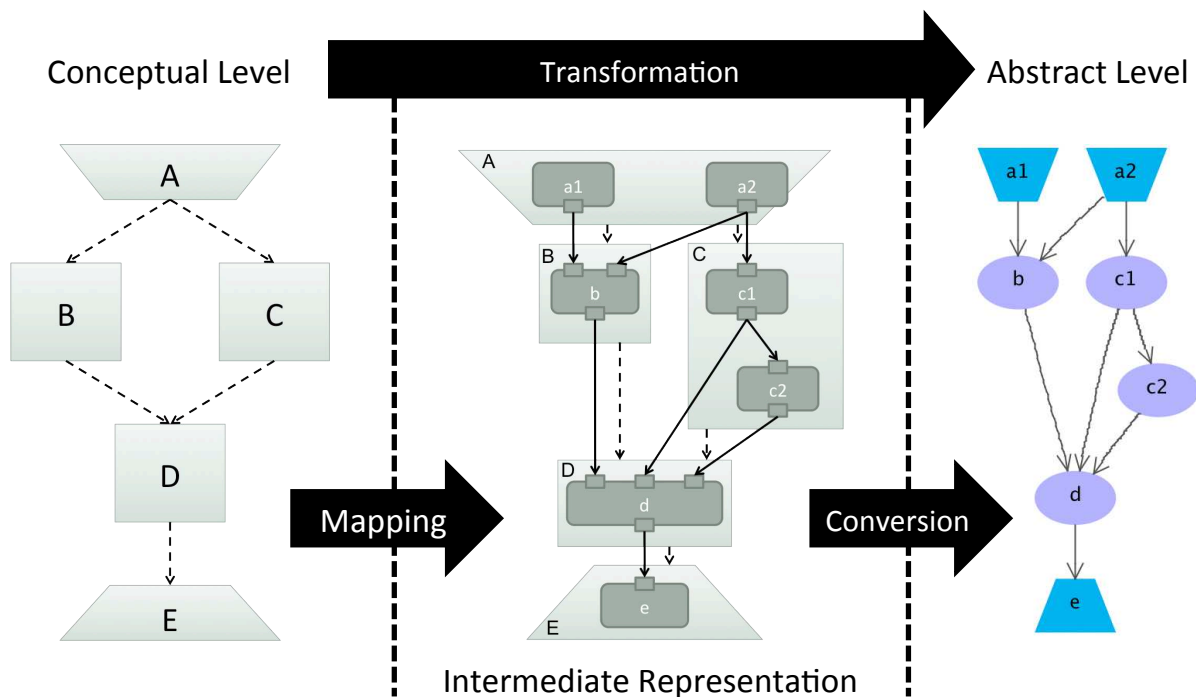 Conceptual Level
Transformation
Abstract Level
A
B
C
D
E
Mapping
A
a1
a2
B
b
C
c1
c2
D
d
E
e
Intermediate Representation
Conversion
a1
a2
b
c1
c2
d
e